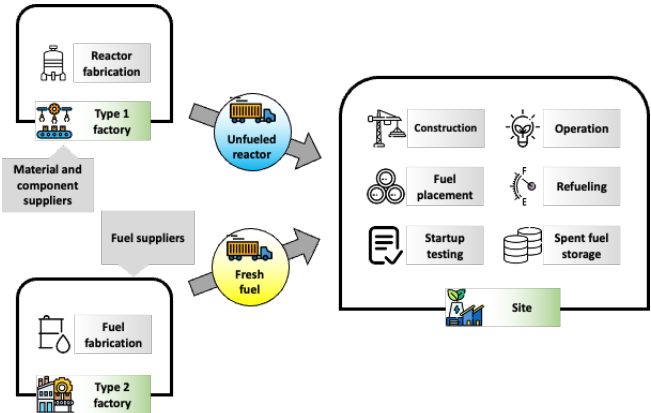 Reactor
fabrication
Type 1
factory
Material and
component
suppliers
Unfueled
reactor
Fuel suppliers
Fresh
fuel
Fuel
fabrication
Type 2
factory
Construction
Operation
Fuel
placement
F
E
Refueling
Startup
testing
Spent fuel
storage
Site